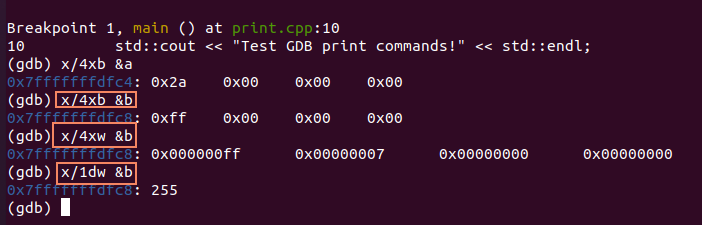 Breakpoint 1, main () at print.cpp:10
10          std::cout << "Test GDB print commands!" << std::endl;
(gdb) x/4xb &a
0x7fffffffdfc4: 0x2a    0x00    0x00    0x00
(gdb) x/4xb &b
0x7fffffffdfc8: 0xff    0x00    0x00    0x00
(gdb) x/4xw &b
0x7fffffffdfc8: 0x000000ff      0x00000007      0x00000000      0x00000000
(gdb) x/1dw &b
0x7fffffffdfc8: 255
(gdb)